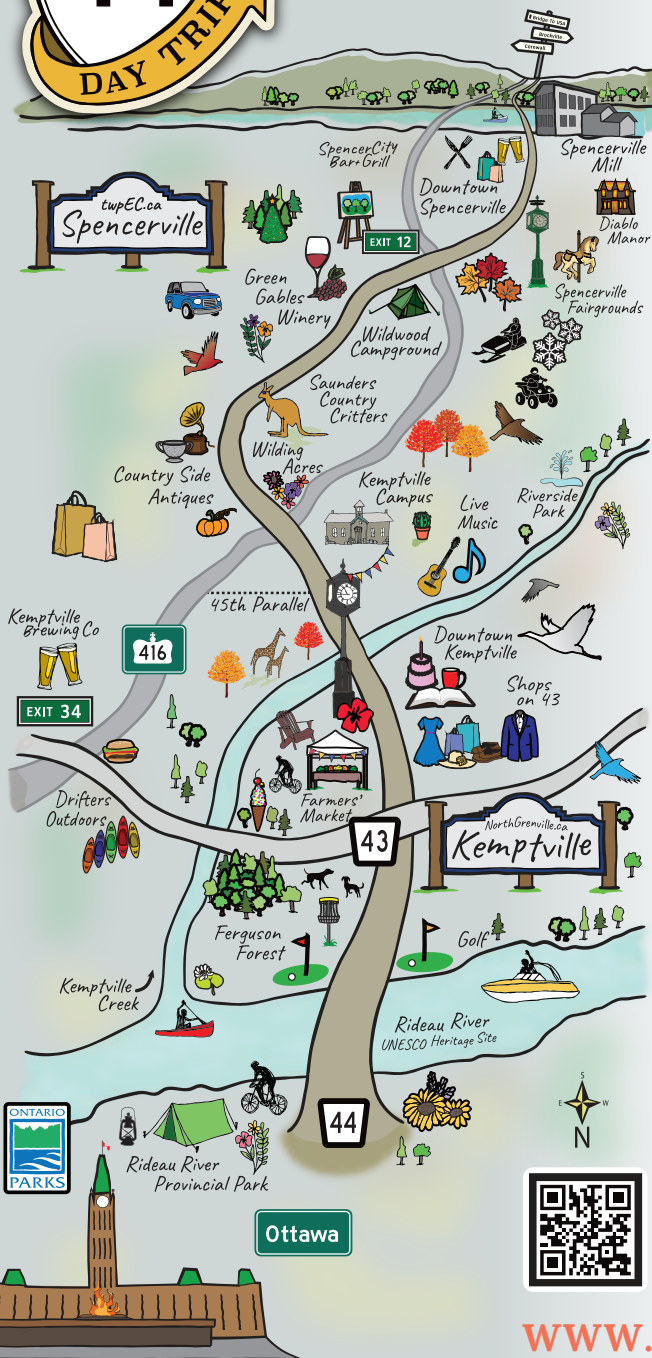 44
DAY TRIP
Bridge To USA
Brockville
Cornwall
SpencerCity
Bar+Grill
Downtown
Spencerville
Spencerville
Mill
twpEC.ca
Spencerville
EXIT 12
Diablo
Manor
Green
Gables
Winery
Wildwood
Campground
Spencerville
Fairgrounds
Saunders
Country
Critters
Wilding
Acres
Country Side
Antiques
Kemptville
Campus
Live
Music
Riverside
Park
45th Parallel
Kemptville
Brewing Co
416
EXIT 34
Downtown
Kemptville
Shops
on 43
Drifters
Outdoors
Farmers'
Market
43
NorthGrenville.ca
Kemptville
Ferguson
Forest
Golf
Kemptville
Creek
Rideau River
UNESCO Heritage Site
ONTARIO
PARKS
44
Rideau River
Provincial Park
S
E
W
N
Ottawa
www.